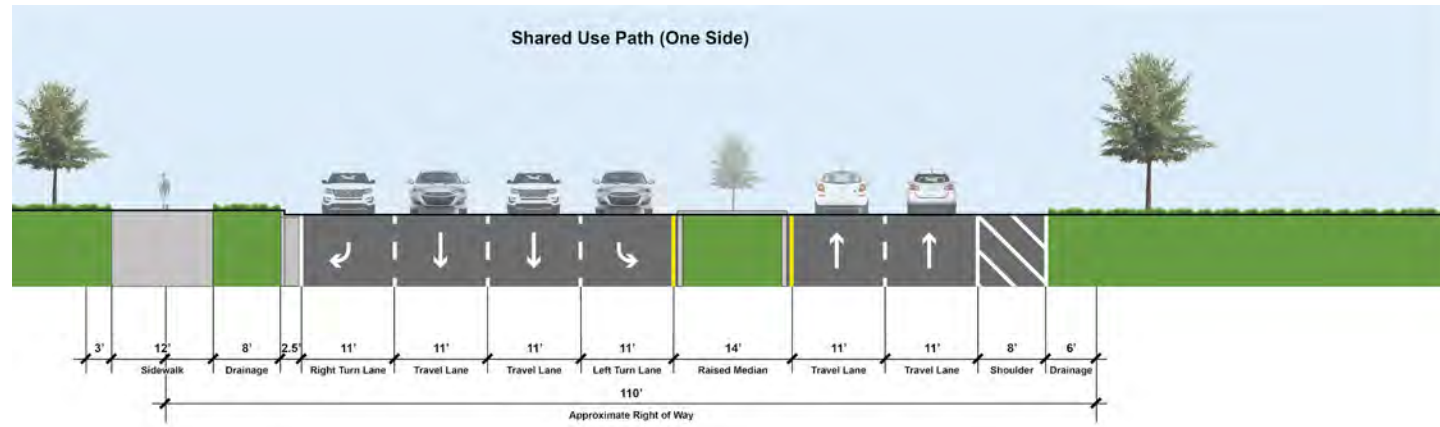 Shared Use Path (One Side)
3' 12' 8' 2.5' 11' 11' 11' 11' 14' 11' 11' 8' 6'
Sidewalk Drainage Right Turn Lane Travel Lane Travel Lane Left Turn Lane Raised Median Travel Lane Travel Lane Shoulder Drainage
110'
Approximate Right of Way